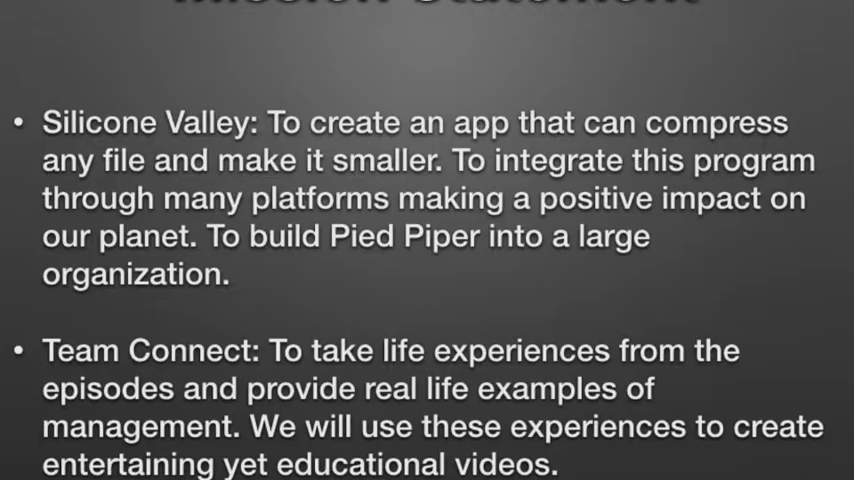 Mission Statement
• Silicone Valley: To create an app that can compress
any file and make it smaller. To integrate this program
through many platforms making a positive impact on
our planet. To build Pied Piper into a large
organization.
• Team Connect: To take life experiences from the
episodes and provide real life examples of
management. We will use these experiences to create
entertaining yet educational videos.